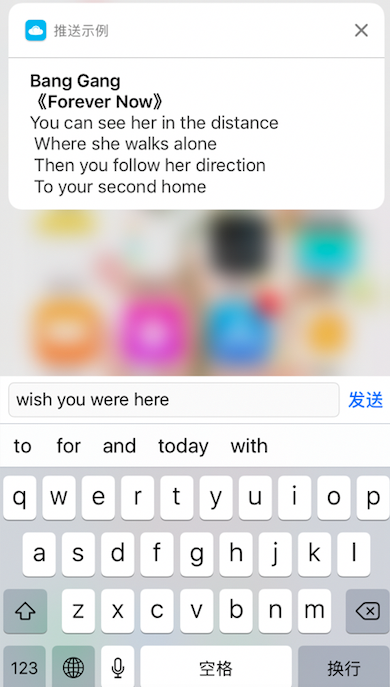 推送示例
Bang Gang
《Forever Now》
You can see her in the distance
Where she walks alone
Then you follow her direction
To your second home
wish you were here 发送
to for and today with
q w e r t y u i o p
a s d f g h j k l
z x c v b n m
123 空格 换行